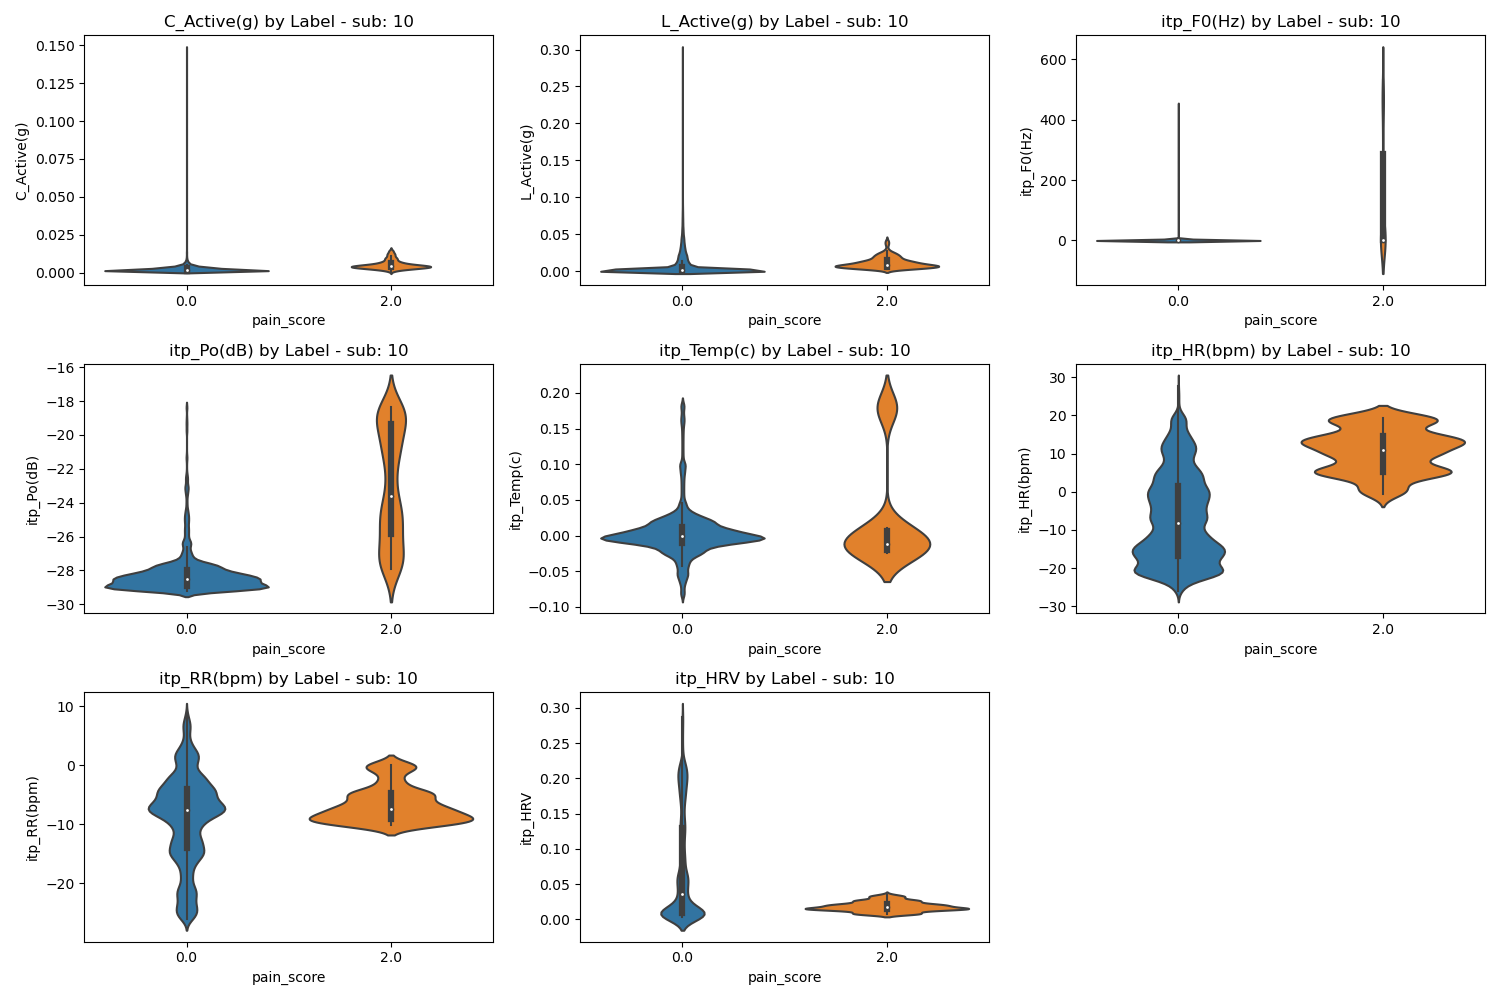 C_Active(g) by Label - sub: 10
L_Active(g) by Label - sub: 10
itp_F0(Hz) by Label - sub: 10
C_Active(g)
0.150
0.125
0.100
0.075
0.050
0.025
0.000
0.0 2.0
pain_score
L_Active(g)
0.30
0.25
0.20
0.15
0.10
0.05
0.00
0.0 2.0
pain_score
itp_F0(Hz)
600
400
200
0
0.0 2.0
pain_score
itp_Po(dB) by Label - sub: 10
itp_Temp(c) by Label - sub: 10
itp_HR(bpm) by Label - sub: 10
itp_Po(dB)
−16
−18
−20
−22
−24
−26
−28
−30
0.0 2.0
pain_score
itp_Temp(c)
0.20
0.15
0.10
0.05
0.00
−0.05
−0.10
0.0 2.0
pain_score
itp_HR(bpm)
30
20
10
0
−10
−20
−30
0.0 2.0
pain_score
itp_RR(bpm) by Label - sub: 10
itp_HRV by Label - sub: 10
itp_RR(bpm)
10
0
−10
−20
0.0 2.0
pain_score
itp_HRV
0.30
0.25
0.20
0.15
0.10
0.05
0.00
0.0 2.0
pain_score